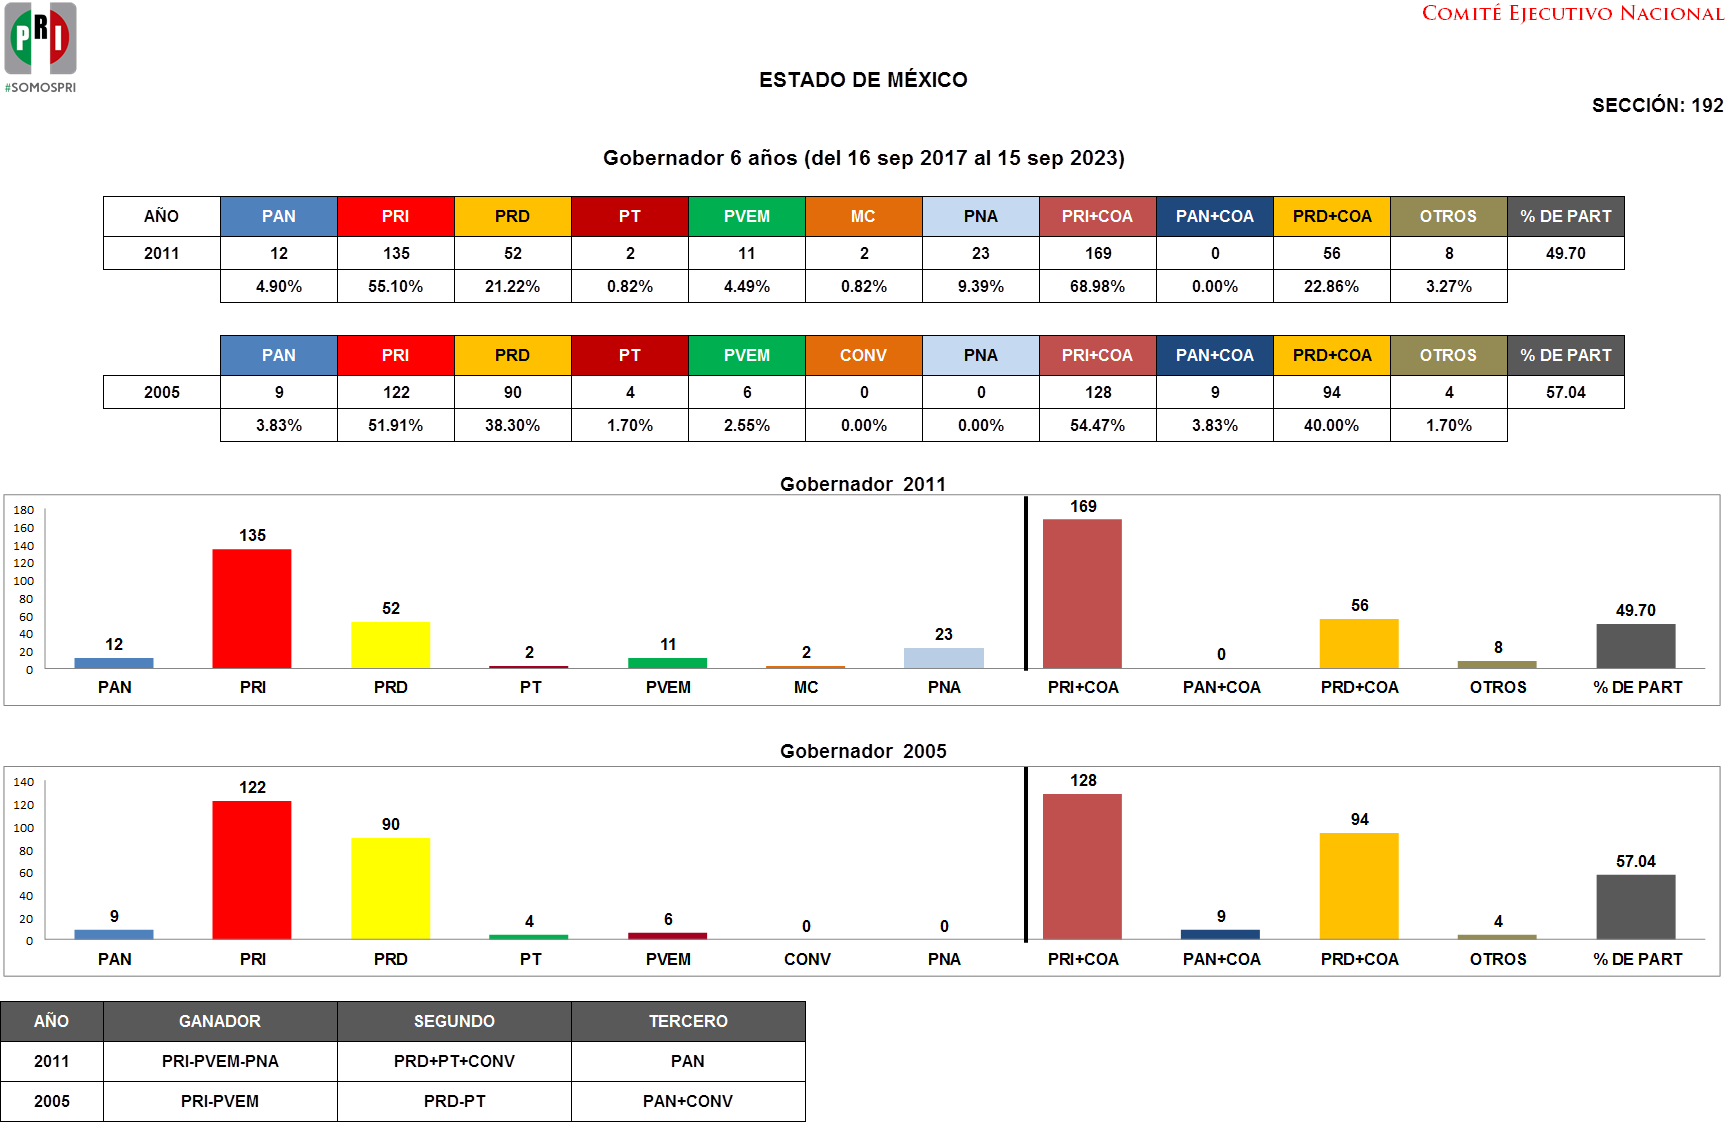 PRI
#SOMOSPRI
COMITÉ EJECUTIVO NACIONAL
ESTADO DE MÉXICO
SECCIÓN: 192
Gobernador 6 años (del 16 sep 2017 al 15 sep 2023)
AÑO PAN PRI PRD PT PVEM MC PNA PRI+COA PAN+COA PRD+COA OTROS % DE PART
2011 12 135 52 2 11 2 23 169 0 56 8 49.70
4.90% 55.10% 21.22% 0.82% 4.49% 0.82% 9.39% 68.98% 0.00% 22.86% 3.27%
PAN PRI PRD PT PVEM CONV PNA PRI+COA PAN+COA PRD+COA OTROS % DE PART
2005 9 122 90 4 6 0 0 128 9 94 4 57.04
3.83% 51.91% 38.30% 1.70% 2.55% 0.00% 0.00% 54.47% 3.83% 40.00% 1.70%
Gobernador 2011
180
160
140
120
100
80
60
40
20
0
12 135 52 2 11 2 23 169 0 56 8 49.70
PAN PRI PRD PT PVEM MC PNA PRI+COA PAN+COA PRD+COA OTROS % DE PART
Gobernador 2005
140
120
100
80
60
40
20
0
9 122 90 4 6 0 0 128 9 94 4 57.04
PAN PRI PRD PT PVEM CONV PNA PRI+COA PAN+COA PRD+COA OTROS % DE PART
AÑO GANADOR SEGUNDO TERCERO
2011 PRI-PVEM-PNA PRD+PT+CONV PAN
2005 PRI-PVEM PRD-PT PAN+CONV